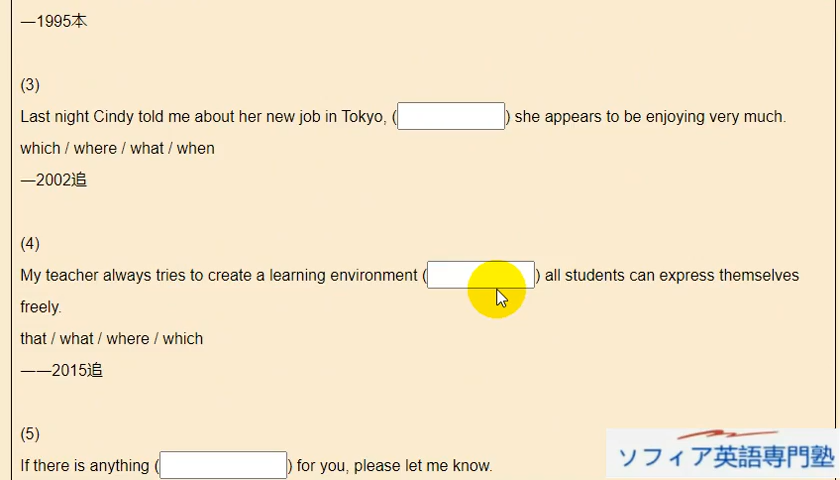 —1995本
(3)
Last night Cindy told me about her new job in Tokyo, ( ) she appears to be enjoying very much.
which / where / what / when
—2002追
(4)
My teacher always tries to create a learning environment ( ) all students can express themselves
freely.
that / what / where / which
——2015追
(5)
If there is anything ( ) for you, please let me know.
ソフィア英語専門塾